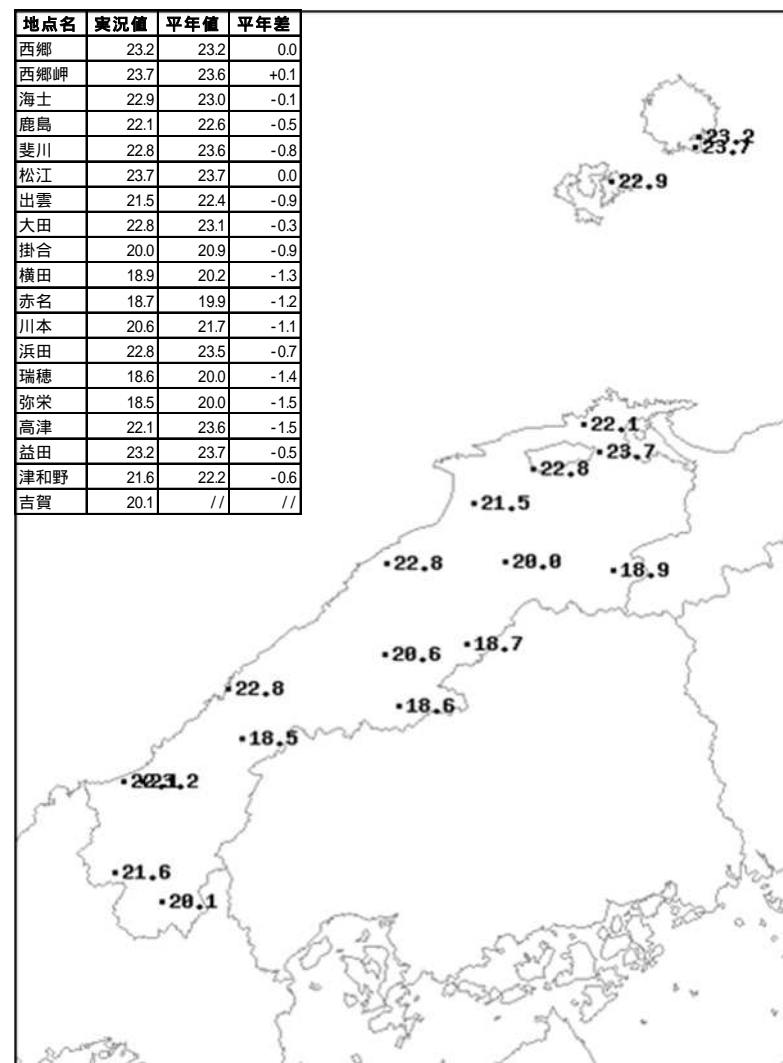 地点名 実況値 平年値 平年差
西郷 23.2 23.2 0.0
西郷岬 23.7 23.6 +0.1
海士 22.9 23.0 -0.1
鹿島 22.1 22.6 -0.5
斐川 22.8 23.6 -0.8
松江 23.7 23.7 0.0
出雲 21.5 22.4 -0.9
大田 22.8 23.1 -0.3
掛合 20.0 20.9 -0.9
横田 18.9 20.2 -1.3
赤名 18.7 19.9 -1.2
川本 20.6 21.7 -1.1
浜田 22.8 23.5 -0.7
瑞穂 18.6 20.0 -1.4
弥栄 18.5 20.0 -1.5
高津 22.1 23.6 -1.5
益田 23.2 23.7 -0.5
津和野 21.6 22.2 -0.6
吉賀 20.1 // //
23.2
23.7
22.9
22.1
23.7
22.8
21.5
22.8
20.0
18.9
18.7
20.6
22.8
18.6
18.5
22.1
23.2
21.6
20.1